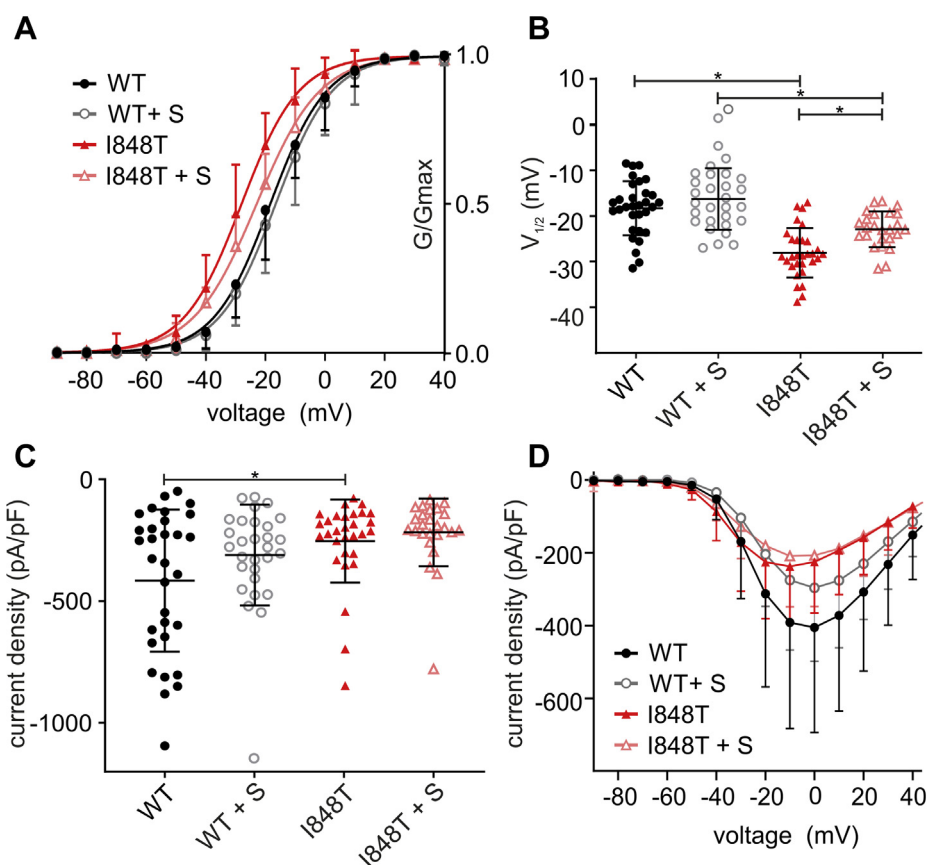 A
WT
WT+ S
I848T
I848T + S
1.0
0.5
0.0
G/Gmax
-80 -60 -40 -20 0 20 40
voltage (mV)
B
10
0
-10
-20
-30
-40
V1/2 (mV)
*
*
*
WT
WT + S
I848T
I848T + S
C
0
-500
-1000
current density (pA/pF)
*
WT
WT + S
I848T
I848T + S
D
0
-200
-400
-600
current density (pA/pF)
WT
WT+ S
I848T
I848T + S
-80 -60 -40 -20 0 20 40
voltage (mV)